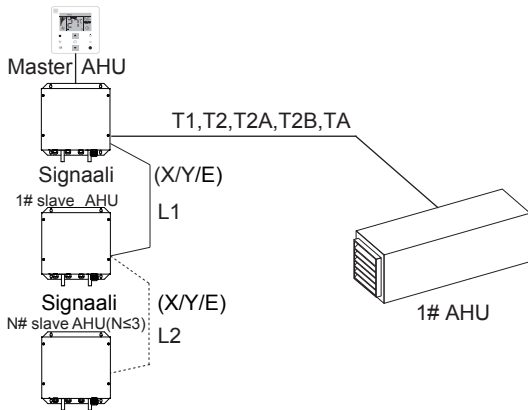 Master AHU
T1,T2,T2A,T2B,TA
Signaali (X/Y/E)
1# slave AHU
L1
Signaali (X/Y/E)
N# slave AHU(N≤3)
L2
1# AHU